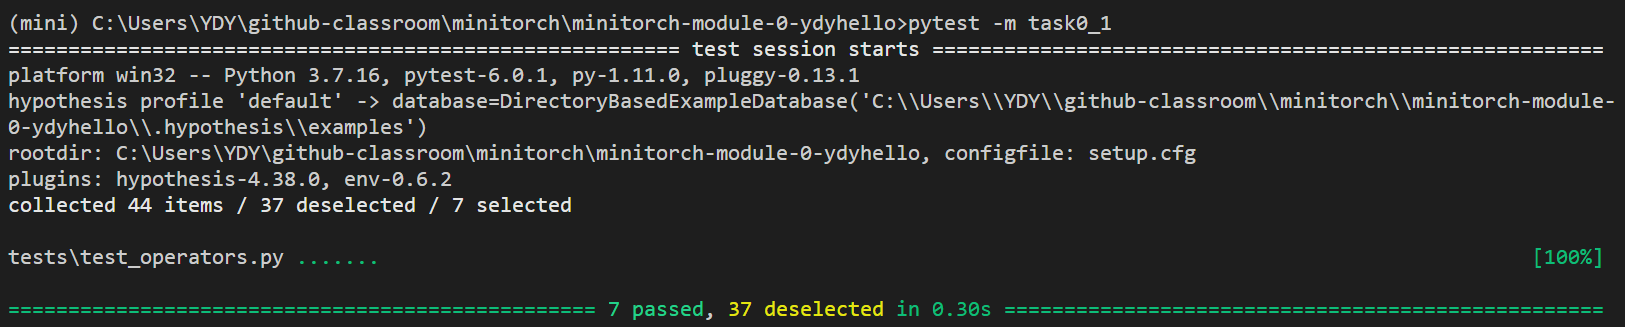 (mini) C:\Users\YDY\github-classroom\minitorch\minitorch-module-0-ydyhello>pytest -m task0_1
======================================================== test session starts =========================================================
platform win32 -- Python 3.7.16, pytest-6.0.1, py-1.11.0, pluggy-0.13.1
hypothesis profile 'default' -> database=DirectoryBasedExampleDatabase('C:\\Users\\YDY\\github-classroom\\minitorch\\minitorch-module-
0-ydyhello\\.hypothesis\\examples')
rootdir: C:\Users\YDY\github-classroom\minitorch\minitorch-module-0-ydyhello, configfile: setup.cfg
plugins: hypothesis-4.38.0, env-0.6.2
collected 44 items / 37 deselected / 7 selected
tests\test_operators.py ....... [100%]
================================================= 7 passed, 37 deselected in 0.30s ==================================================